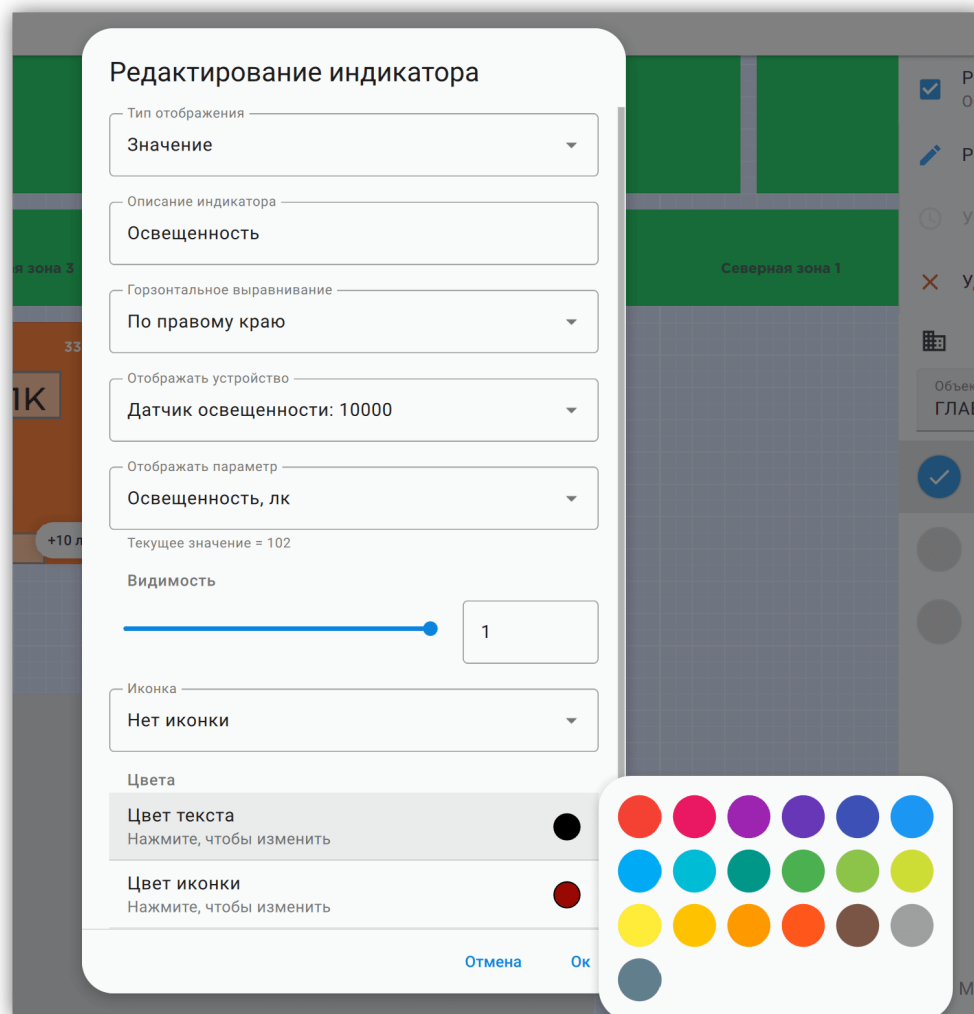 Редактирование индикатора
Тип отображения
Значение
Описание индикатора
Освещенность
Горзонтальное выравнивание
По правому краю
Отображать устройство
Датчик освещенности: 10000
Отображать параметр
Освещенность, лк
Текущее значение = 102
Видимость
1
Иконка
Нет иконки
Цвета
Цвет текста
Нажмите, чтобы изменить
Цвет иконки
Нажмите, чтобы изменить
Отмена Ок
я зона 3
Северная зона 1
33
1К
+10 л
Объек
ГЛАВ